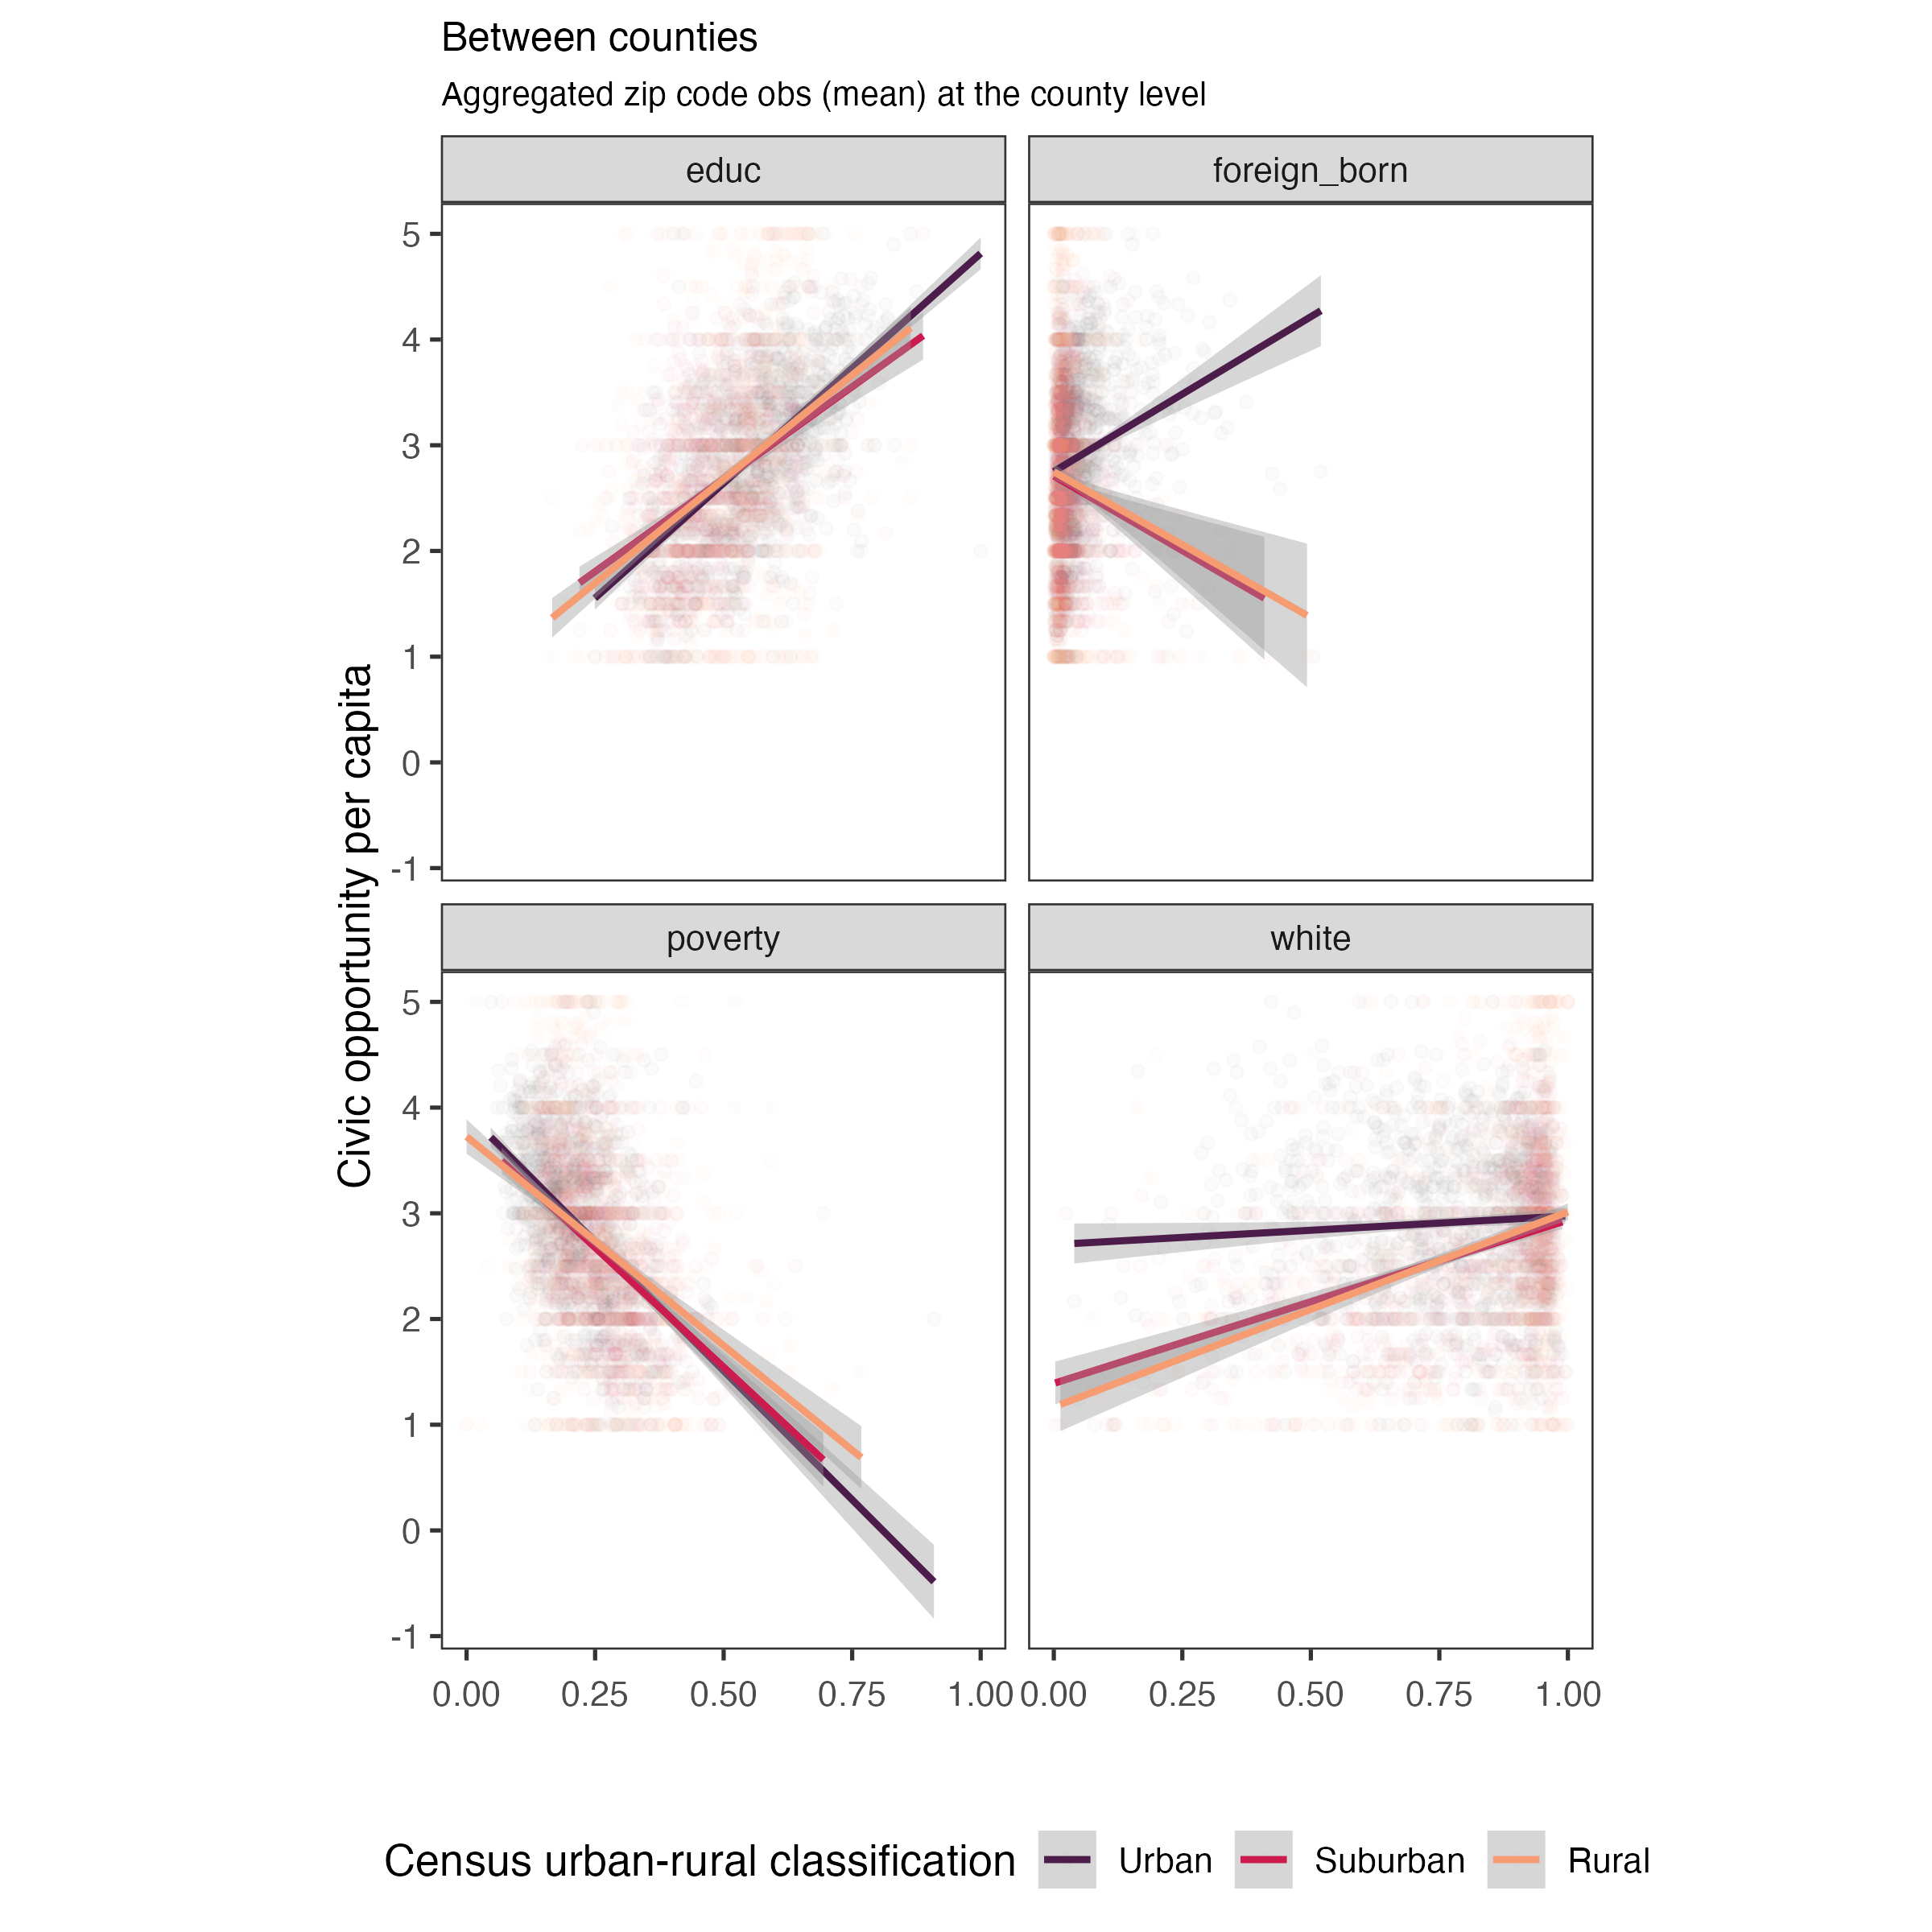 Between counties
Aggregated zip code obs (mean) at the county level
educ
foreign_born
5
4
3
2
1
0
-1
Civic opportunity per capita
poverty
white
5
4
3
2
1
0
-1
0.00 0.25 0.50 0.75 1.00 0.00 0.25 0.50 0.75 1.00
Census urban-rural classification Urban Suburban Rural